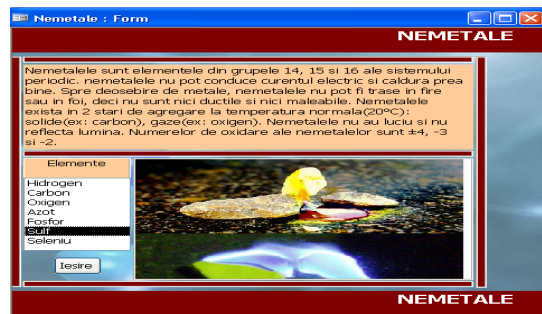 Nemetale : Form
NEMETALE
Nemetalele sunt elementele din grupele 14, 15 si 16 ale sistemului
periodic. nemetalele nu pot conduce curentul electric si caldura prea
bine. Spre deosebire de metale, nemetalele nu pot fi trase in fire
sau in foi, deci nu sunt nici ductile si nici maleabile. Nemetalele
exista in 2 stari de agregare la temperatura normala(20°C):
solide(ex: carbon), gaze(ex: oxigen). Nemetalele nu au luciu si nu
reflecta lumina. Numerelor de oxidare ale nemetalelor sunt ±4, -3
si -2.
Elemente
Hidrogen
Carbon
Oxigen
Azot
Fosfor
Sulf
Seleniu
Iesire
NEMETALE